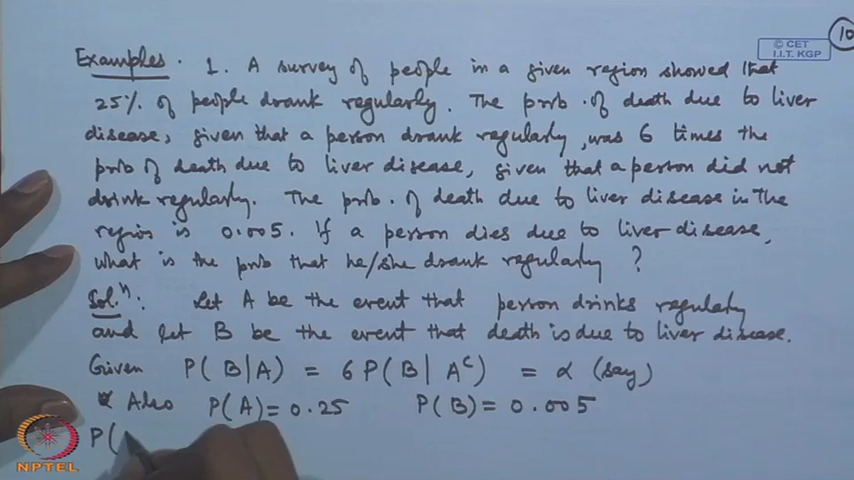 10
© CET
I.I.T. KGP
Examples. 1. A survey of people in a given region showed that
25% of people drank regularly. The prob. of death due to liver
disease, given that a person drank regularly, was 6 times the
prob of death due to liver disease, given that a person did not
drink regularly. The prob. of death due to liver disease in the
region is 0.005. If a person dies due to liver disease,
what is the prob that he/she drank regularly ?
Solⁿ: Let A be the event that person drinks regularly
and let B be the event that death is due to liver disease.
Given P(B|A) = 6 P(B|Aᶜ) = α (say)
Also P(A) = 0.25 P(B) = 0.005
P(
NPTEL